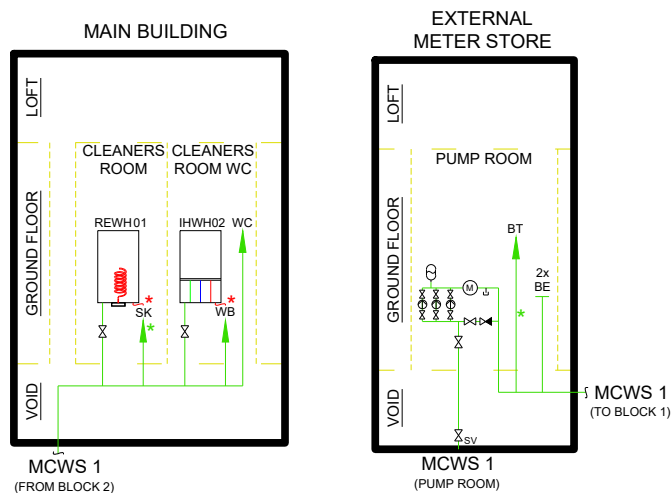 MAIN BUILDING
LOFT
GROUND FLOOR
VOID
CLEANERS
ROOM
CLEANERS
ROOM WC
REWH01
IHWH02
WC
*
*
SK
*
WB
MCWS 1
(FROM BLOCK 2)
EXTERNAL
METER STORE
LOFT
GROUND FLOOR
VOID
PUMP ROOM
BT
2x
BE
M
*
SV
MCWS 1
(TO BLOCK 1)
MCWS 1
(PUMP ROOM)